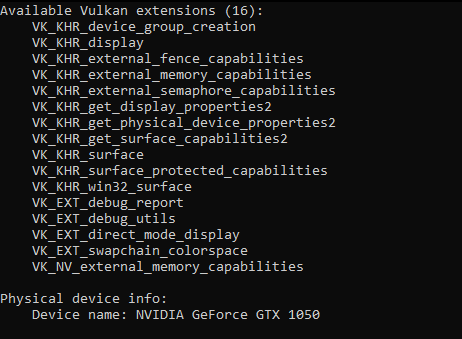 Available Vulkan extensions (16):
VK_KHR_device_group_creation
VK_KHR_display
VK_KHR_external_fence_capabilities
VK_KHR_external_memory_capabilities
VK_KHR_external_semaphore_capabilities
VK_KHR_get_display_properties2
VK_KHR_get_physical_device_properties2
VK_KHR_get_surface_capabilities2
VK_KHR_surface
VK_KHR_surface_protected_capabilities
VK_KHR_win32_surface
VK_EXT_debug_report
VK_EXT_debug_utils
VK_EXT_direct_mode_display
VK_EXT_swapchain_colorspace
VK_NV_external_memory_capabilities
Physical device info:
Device name: NVIDIA GeForce GTX 1050